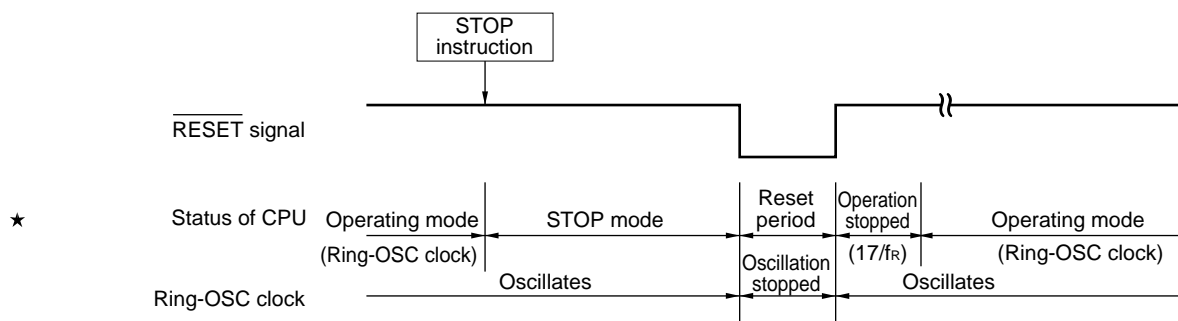 STOP
instruction
RESET signal
★ Status of CPU
Operating mode
(Ring-OSC clock)
STOP mode
Reset
period
Operation
stopped
(17/fR)
Operating mode
(Ring-OSC clock)
Ring-OSC clock
Oscillates
Oscillation
stopped
Oscillates